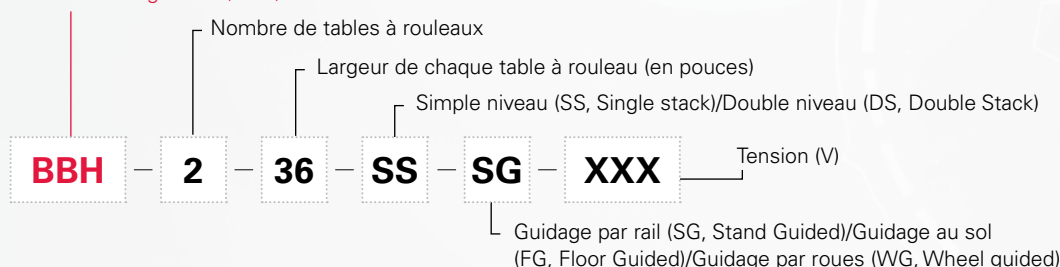 Nombre de tables à rouleaux
Largeur de chaque table à rouleau (en pouces)
Simple niveau (SS, Single stack)/Double niveau (DS, Double Stack)
BBH – 2 – 36 – SS – SG – XXX
Tension (V)
Guidage par rail (SG, Stand Guided)/Guidage au sol
(FG, Floor Guided)/Guidage par roues (WG, Wheel guided)